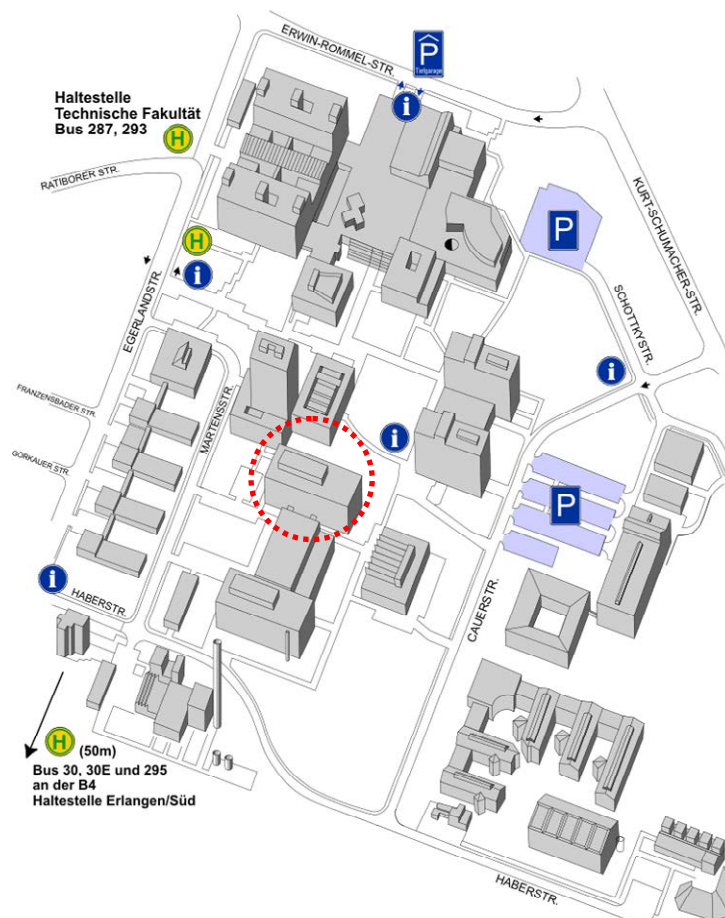 ERWIN-ROMMEL-STR.
P
Tiefgarage
i
Haltestelle
Technische Fakultät
Bus 287, 293
H
RATIBORER STR.
KURT-SCHUMACHER-STR.
P
H
i
EGERLANDSTR.
SCHOTTKYSTR.
i
FRANZENSBADER STR.
MARTENSSTR.
i
GORKAUER STR.
P
i
HABERSTR.
CAUERSTR.
H (50m)
Bus 30, 30E und 295
an der B4
Haltestelle Erlangen/Süd
HABERSTR.